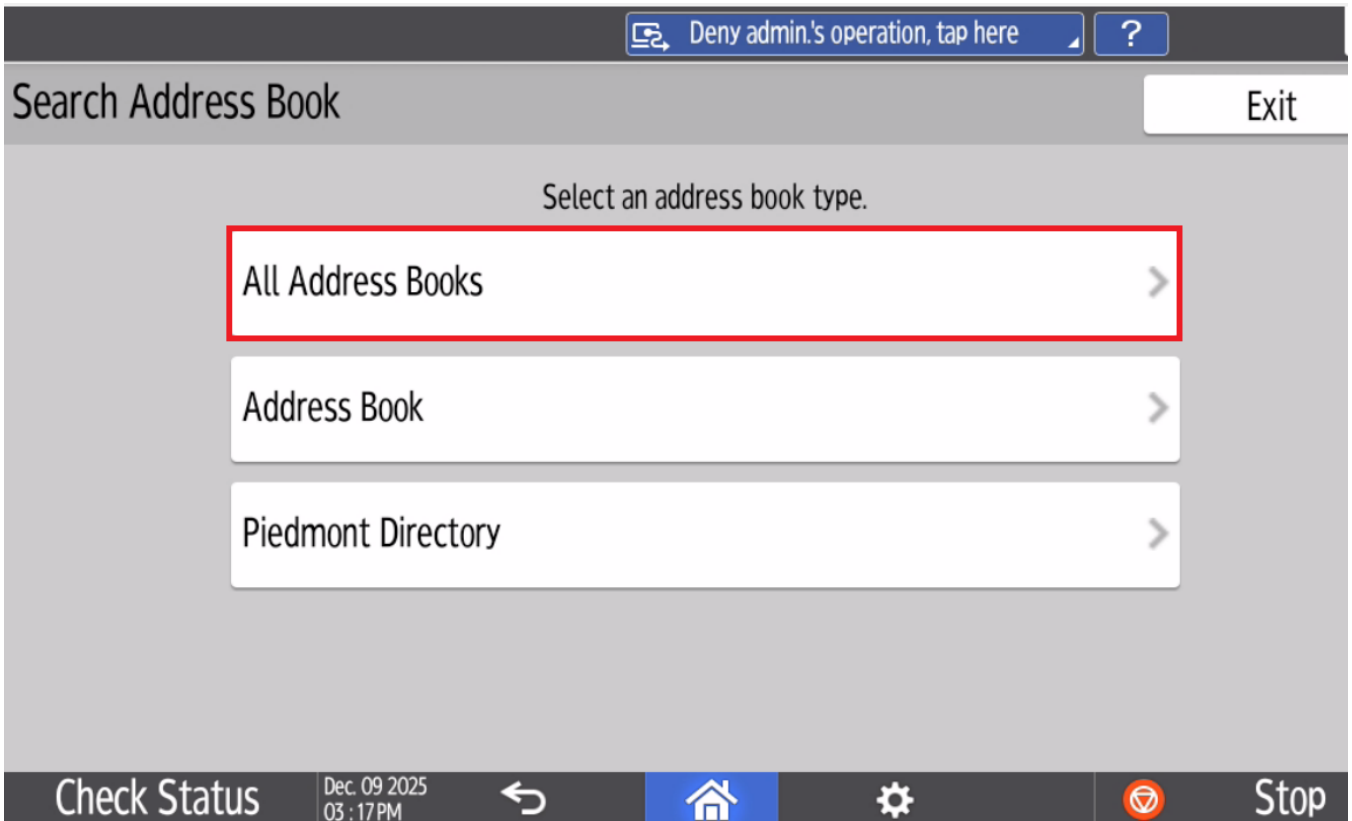 Deny admin.'s operation, tap here
?
Search Address Book
Exit
Select an address book type.
All Address Books
Address Book
Piedmont Directory
Check Status
Dec. 09 2025
03 : 17 PM
Stop